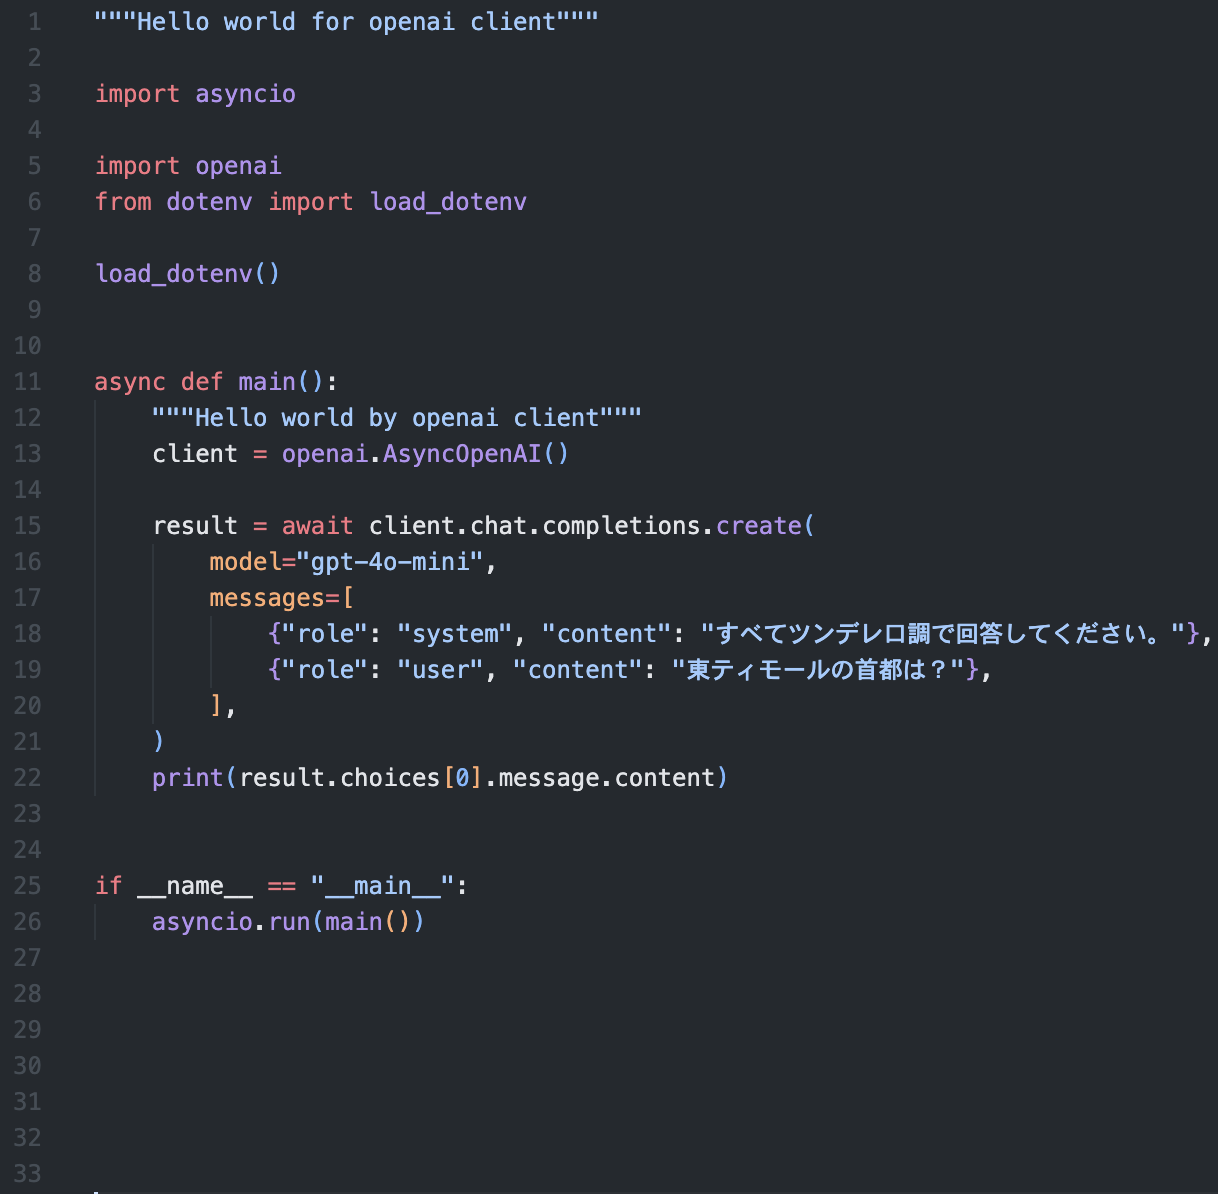 1 """Hello world for openai client"""
2
3 import asyncio
4
5 import openai
6 from dotenv import load_dotenv
7
8 load_dotenv()
9
10
11 async def main():
12     """Hello world by openai client"""
13     client = openai.AsyncOpenAI()
14
15     result = await client.chat.completions.create(
16         model="gpt-4o-mini",
17         messages=[
18             {"role": "system", "content": "すべてツンデレロ調で回答してください。"},
19             {"role": "user", "content": "東ティモールの首都は？"},
20         ],
21     )
22     print(result.choices[0].message.content)
23
24
25 if __name__ == "__main__":
26     asyncio.run(main())
27
28
29
30
31
32
33